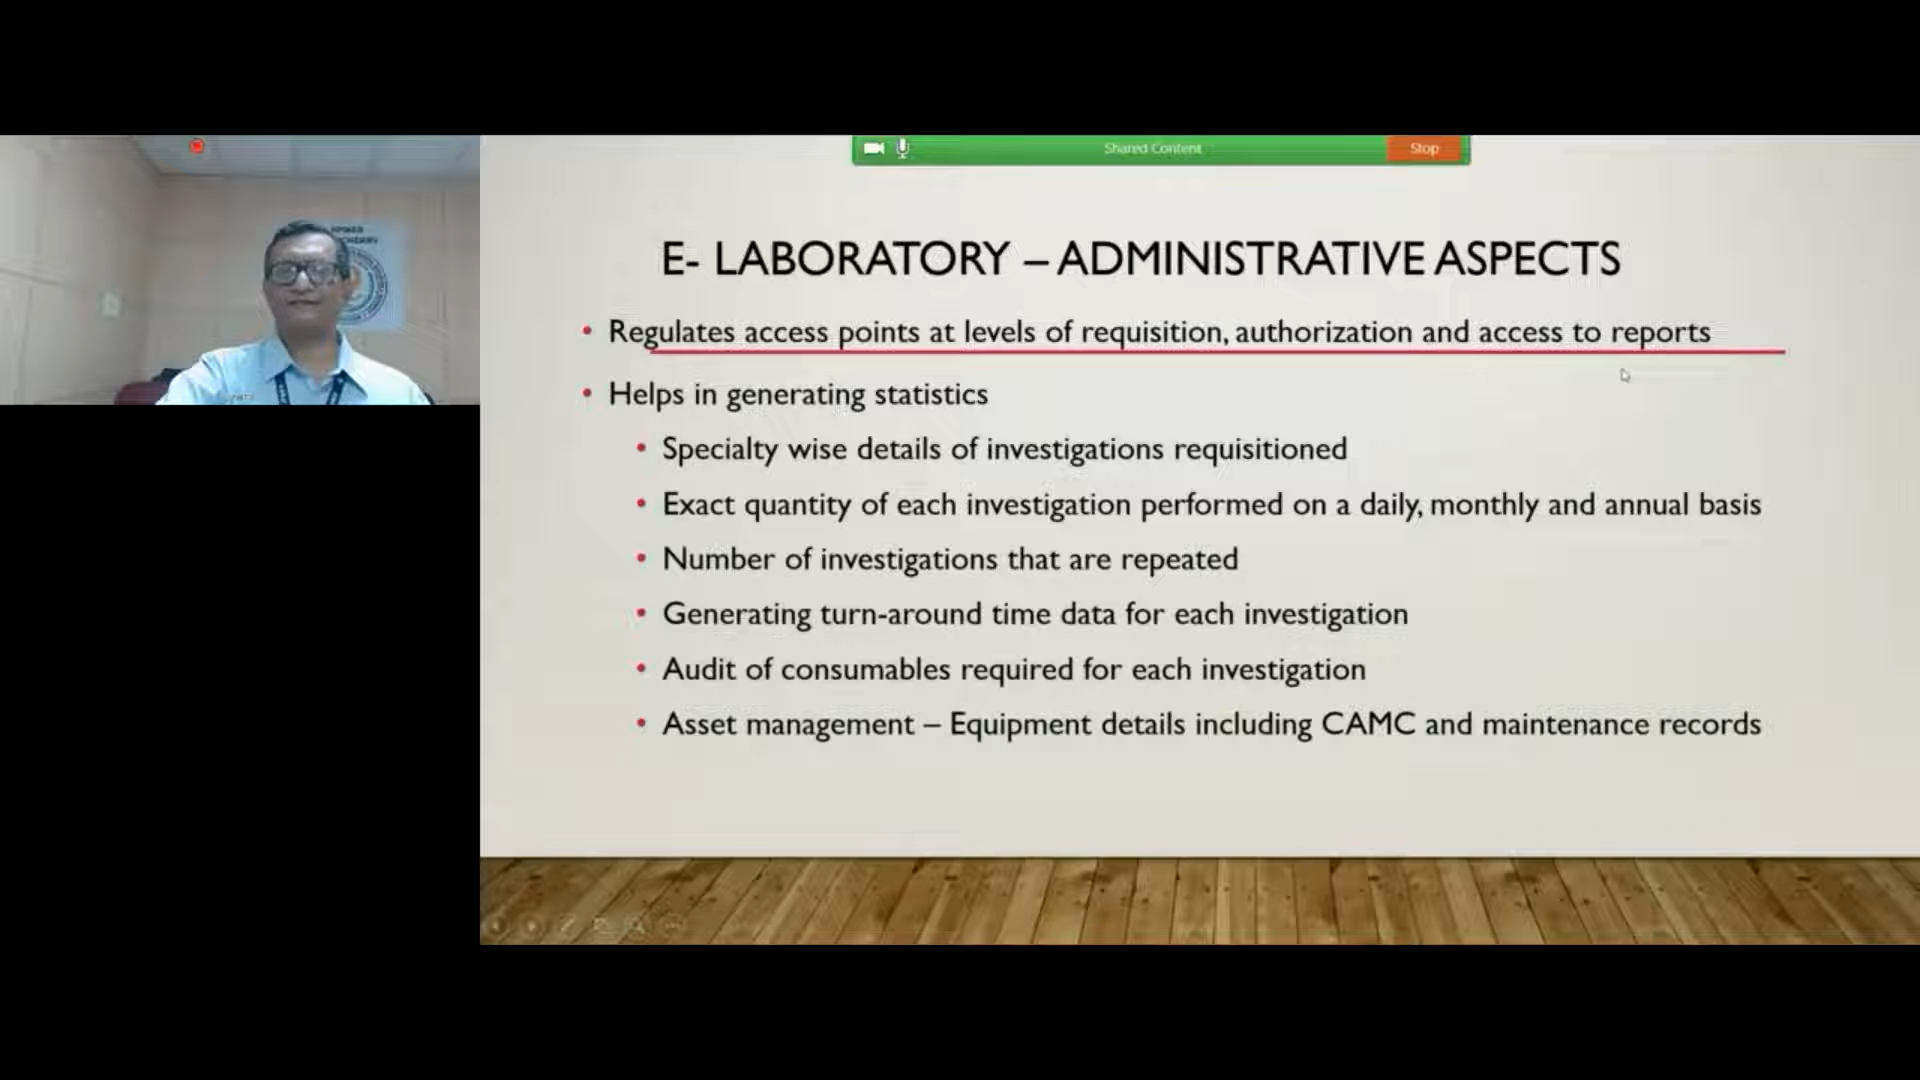 Shared Content
Stop
E- LABORATORY – ADMINISTRATIVE ASPECTS
• Regulates access points at levels of requisition, authorization and access to reports
• Helps in generating statistics
• Specialty wise details of investigations requisitioned
• Exact quantity of each investigation performed on a daily, monthly and annual basis
• Number of investigations that are repeated
• Generating turn-around time data for each investigation
• Audit of consumables required for each investigation
• Asset management – Equipment details including CAMC and maintenance records